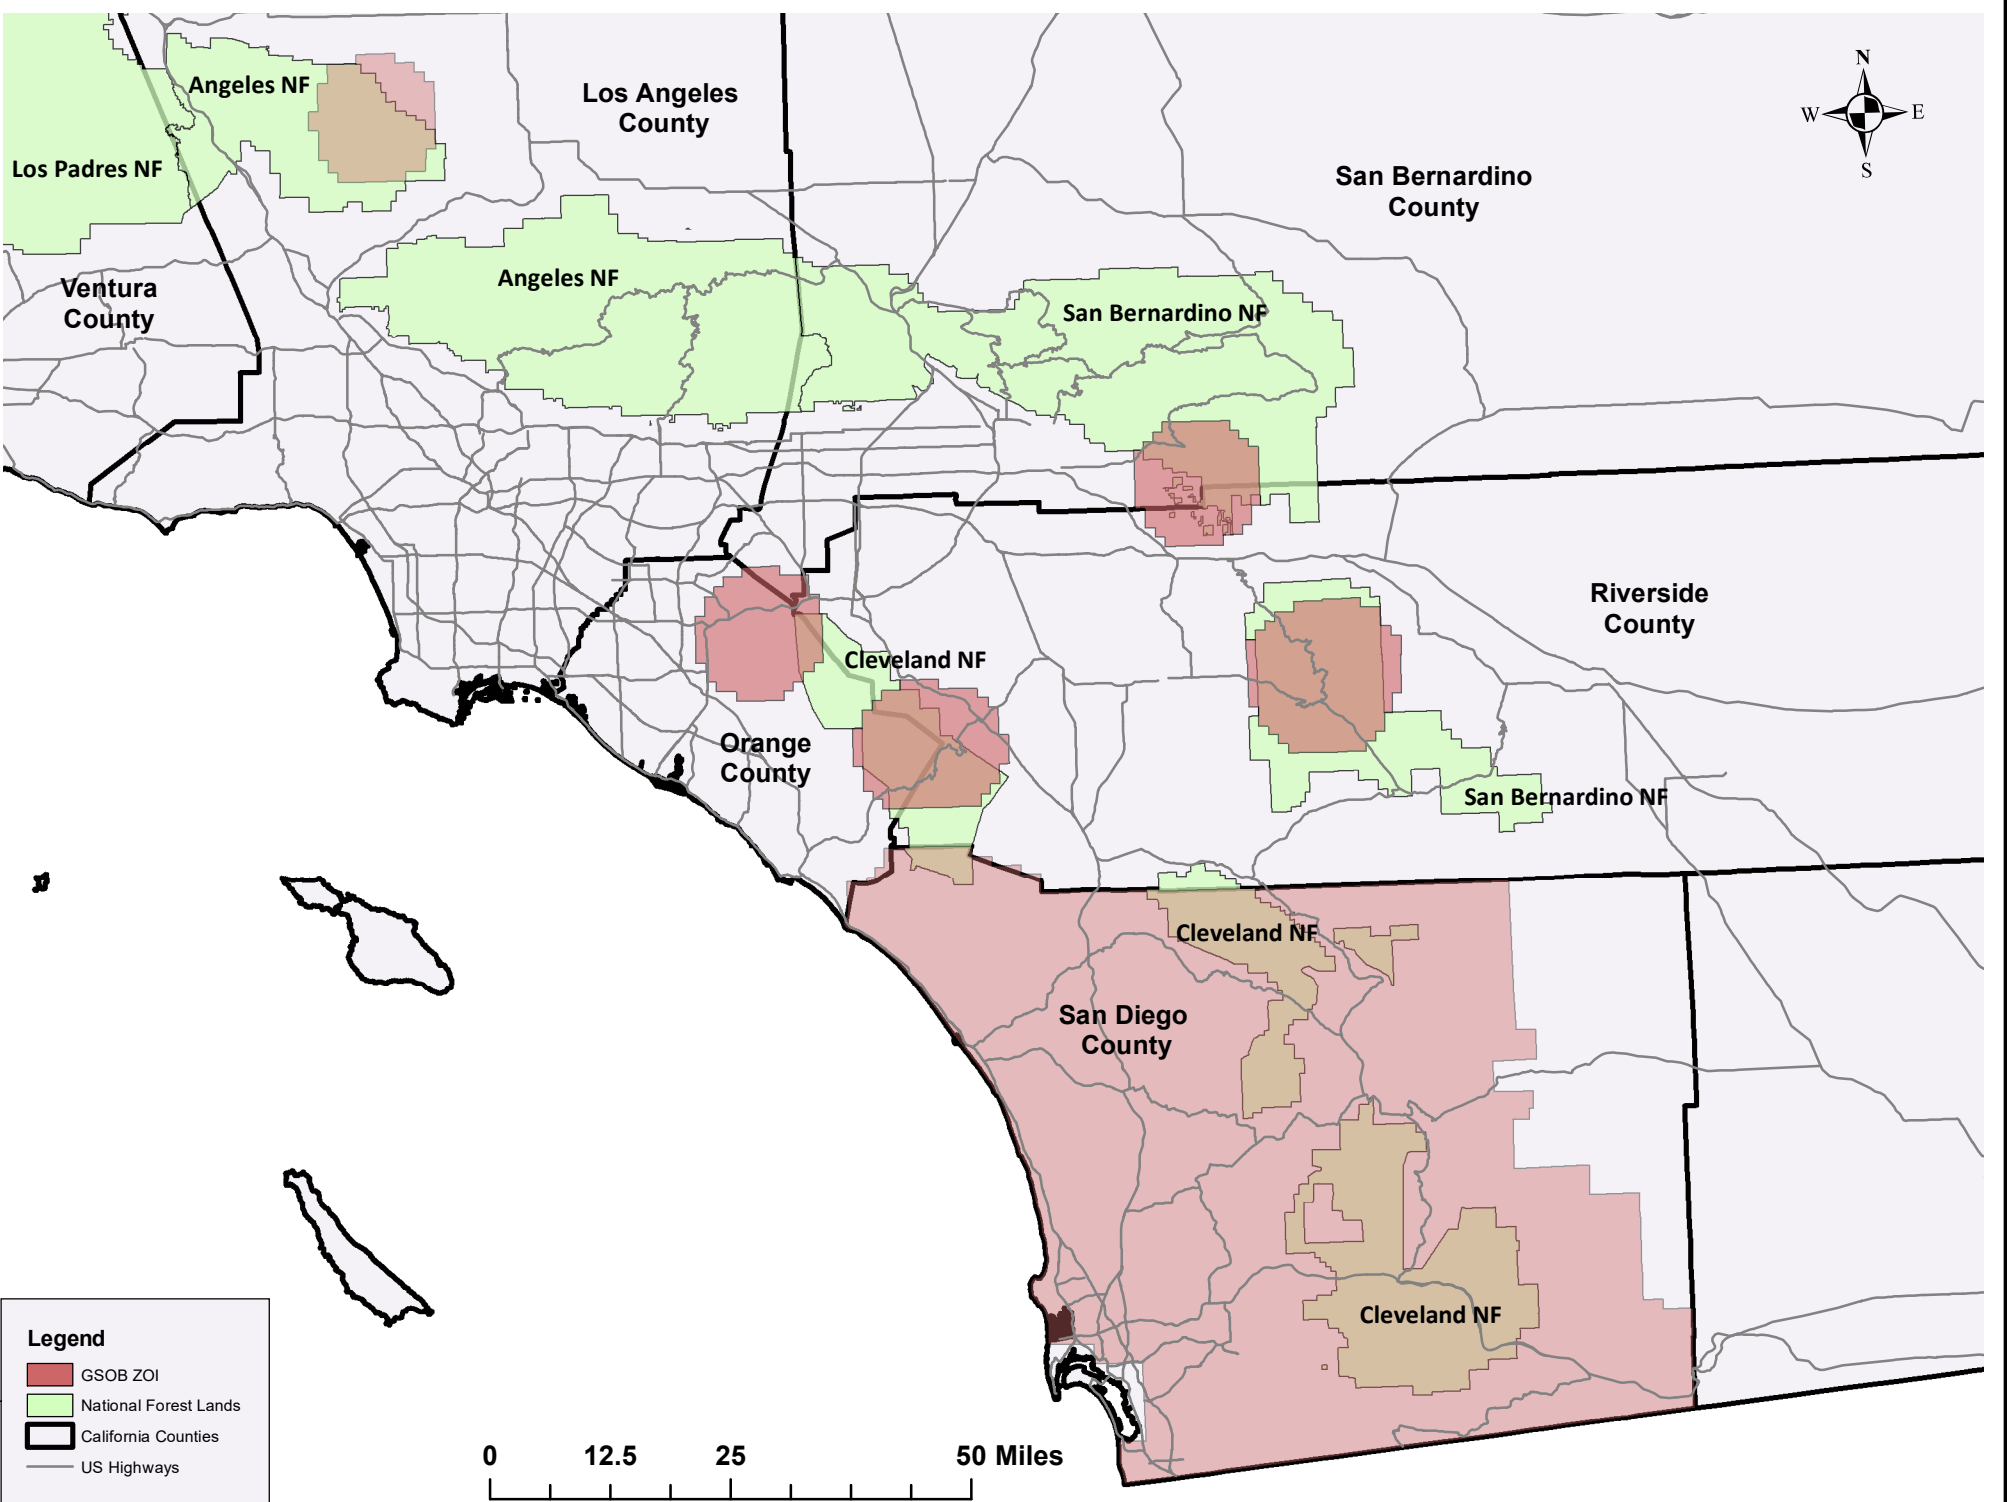 N
W
E
S
Angeles NF
Los Angeles
County
Los Padres NF
San Bernardino
County
Angeles NF
Ventura
County
San Bernardino NF
Riverside
County
Cleveland NF
Orange
County
San Bernardino NF
Cleveland NF
San Diego
County
Cleveland NF
Legend
GSOB ZOI
National Forest Lands
California Counties
US Highways
0 12.5 25 50 Miles